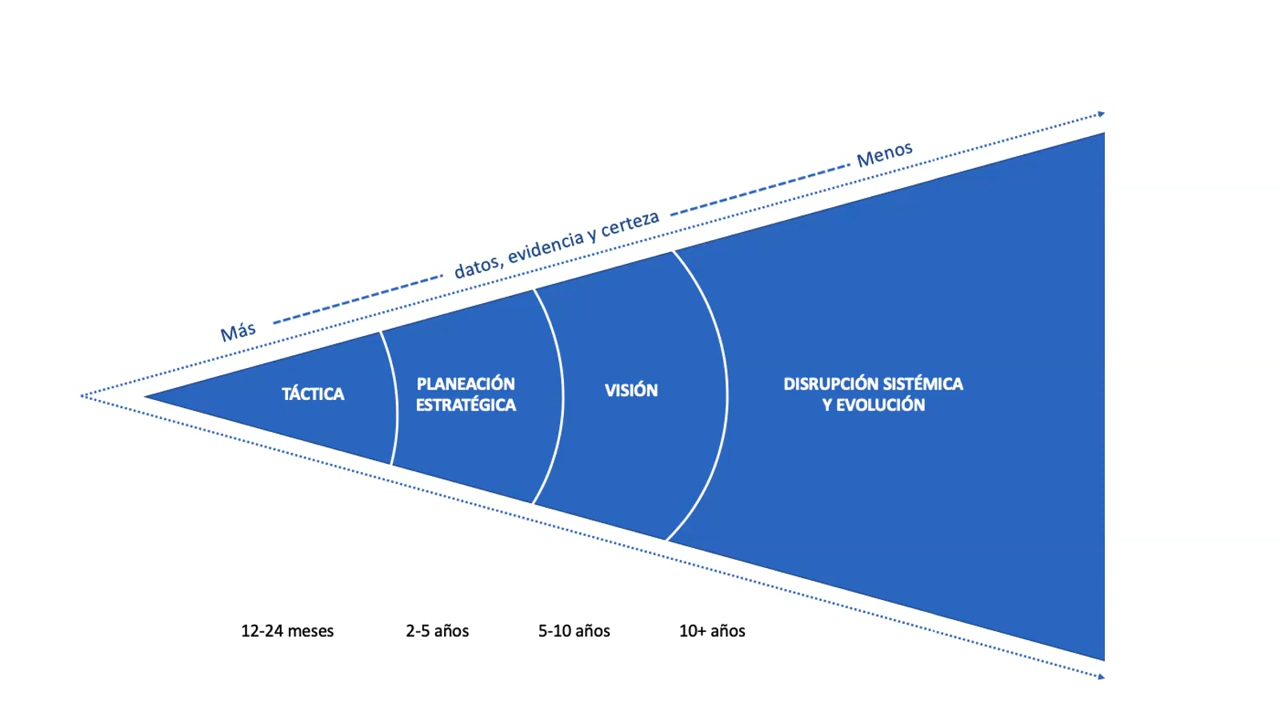 Menos
datos, evidencia y certeza
Más
TÁCTICA
PLANEACIÓN
ESTRATÉGICA
VISIÓN
DISRUPCIÓN SISTÉMICA
Y EVOLUCIÓN
12-24 meses
2-5 años
5-10 años
10+ años